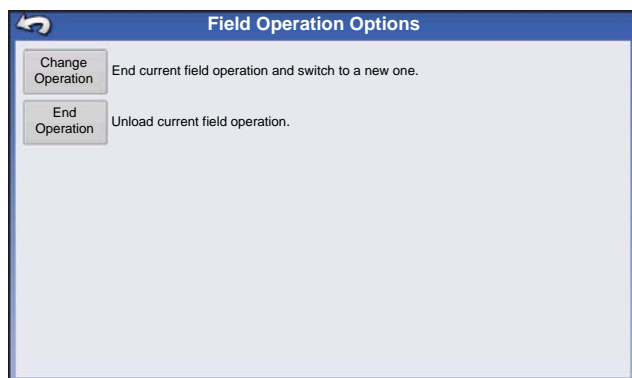 Field Operation Options
Change
Operation
End current field operation and switch to a new one.
End
Operation
Unload current field operation.